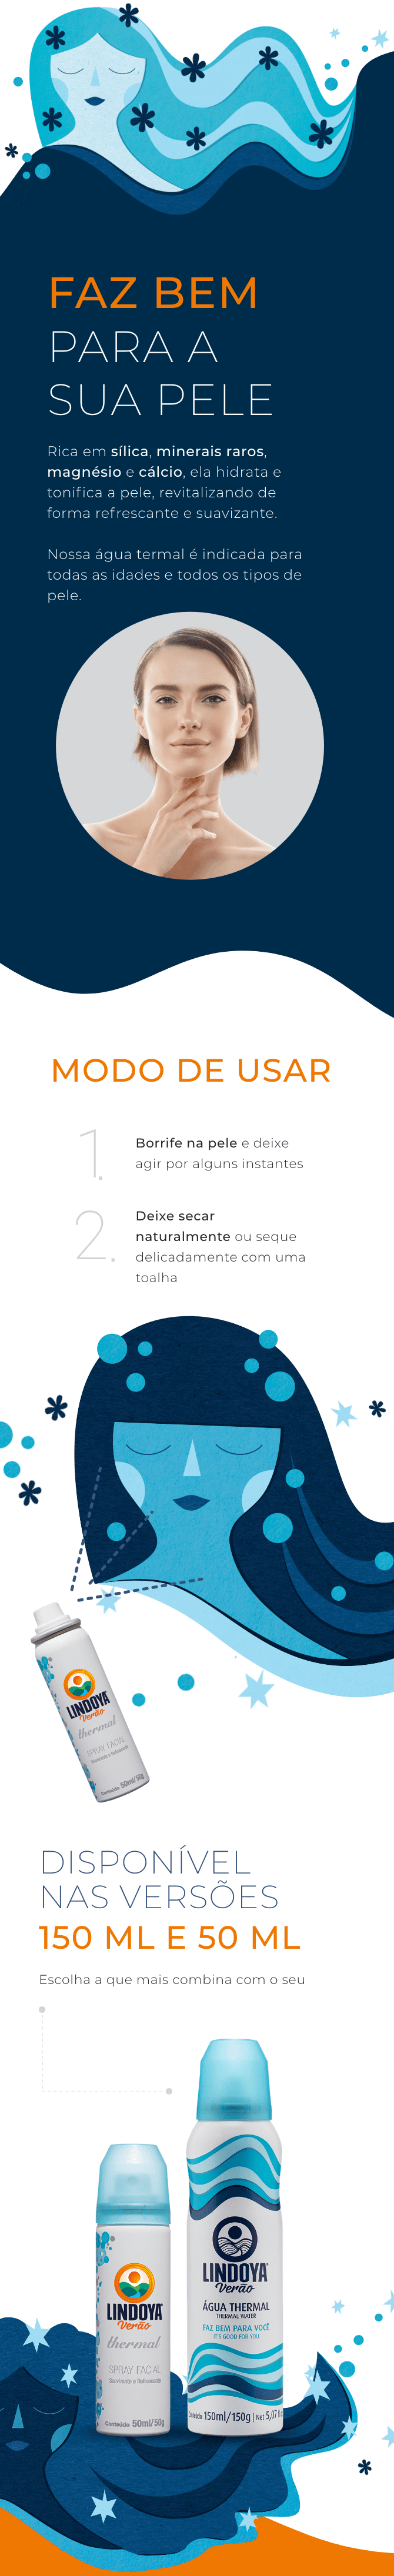 FAZ BEM
PARA A
SUA PELE
Rica em sílica, minerais raros,
magnésio e cálcio, ela hidrata e
tonifica a pele, revitalizando de
forma refrescante e suavizante.
Nossa água termal é indicada para
todas as idades e todos os tipos de
pele.
MODO DE USAR
1.
Borrife na pele e deixe
agir por alguns instantes
2.
Deixe secar
naturalmente ou seque
delicadamente com uma
toalha
LINDOYA
Verão
thermal
SPRAY FACIAL
Suavizante e Refrescante
Conteúdo 50ml/50g
DISPONÍVEL
NAS VERSÕES
150 ML E 50 ML
Escolha a que mais combina com o seu
LINDOYA
Verão
ÁGUA THERMAL
THERMAL WATER
FAZ BEM PARA VOCÊ
IT'S GOOD FOR YOU
150ml/150g | Net 5,07
LINDOYA
Verão
thermal
SPRAY FACIAL
Suavizante e Refrescante
Conteúdo 50ml/50g